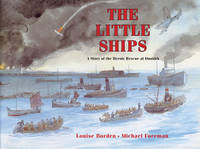 THE
LITTLE
SHIPS
A Story of the Heroic Rescue at Dunkirk
Louise Borden • Michael Foreman